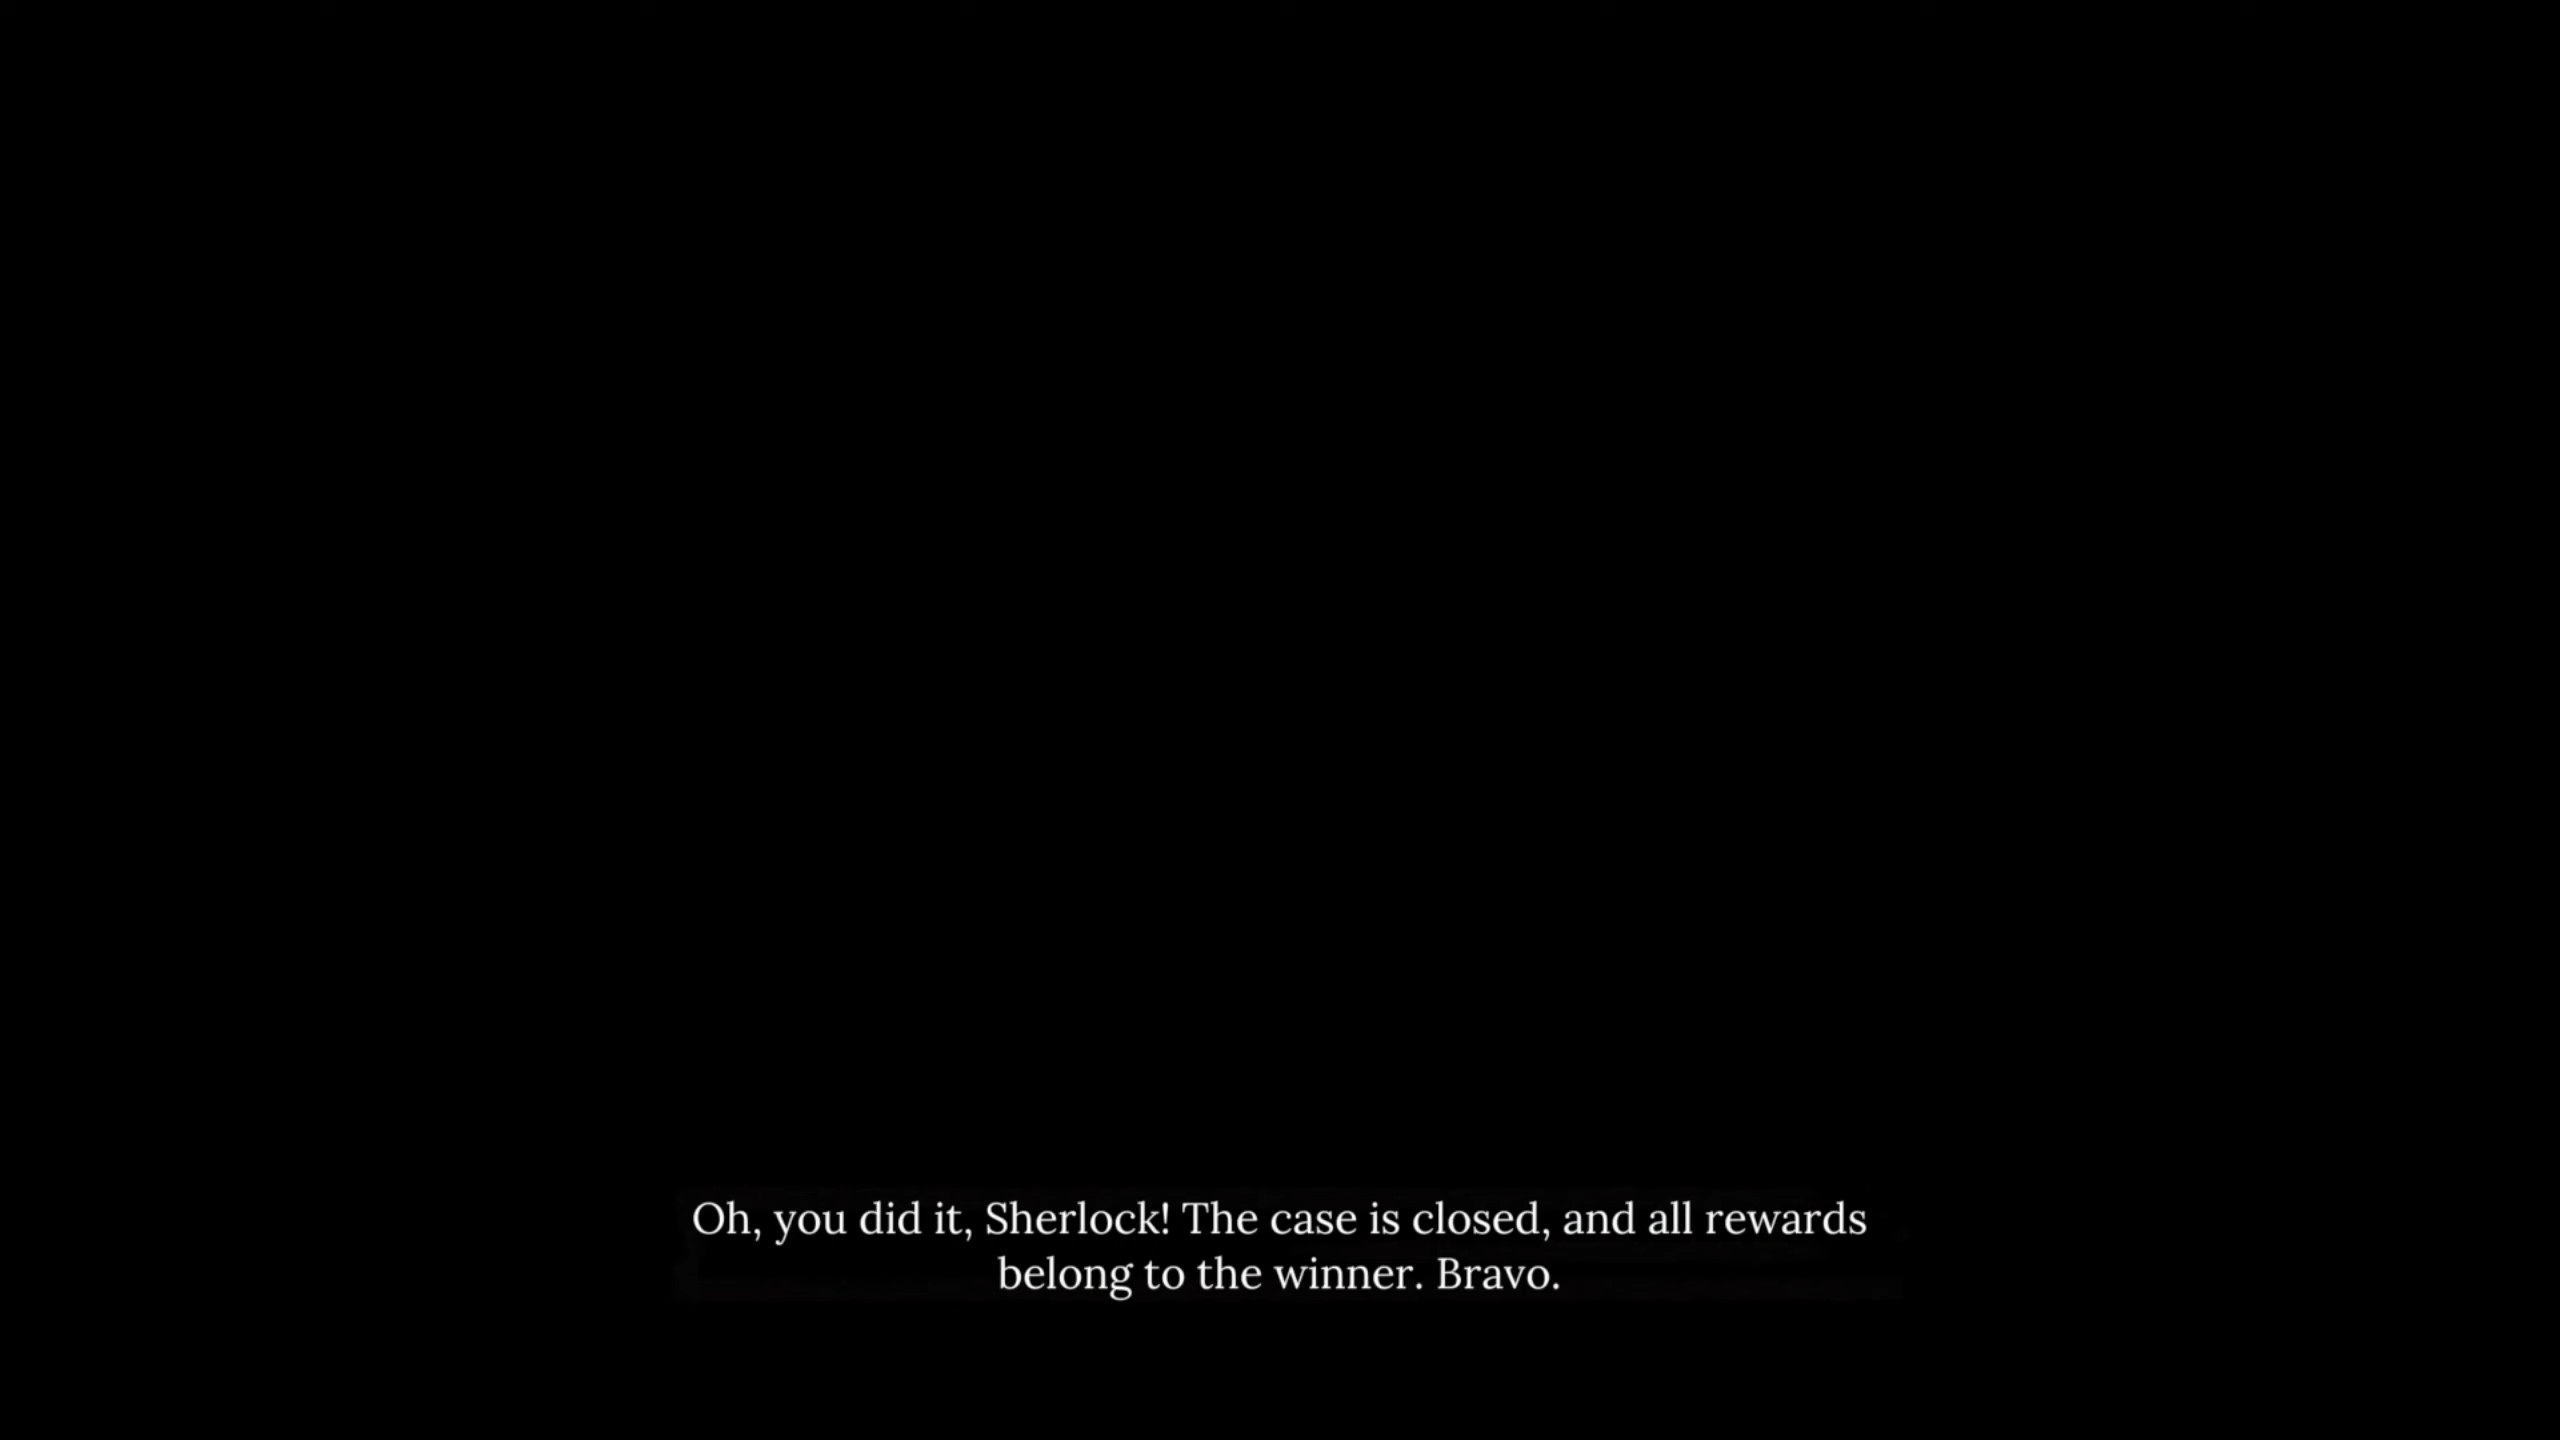 Oh, you did it, Sherlock! The case is closed, and all rewards
belong to the winner. Bravo.